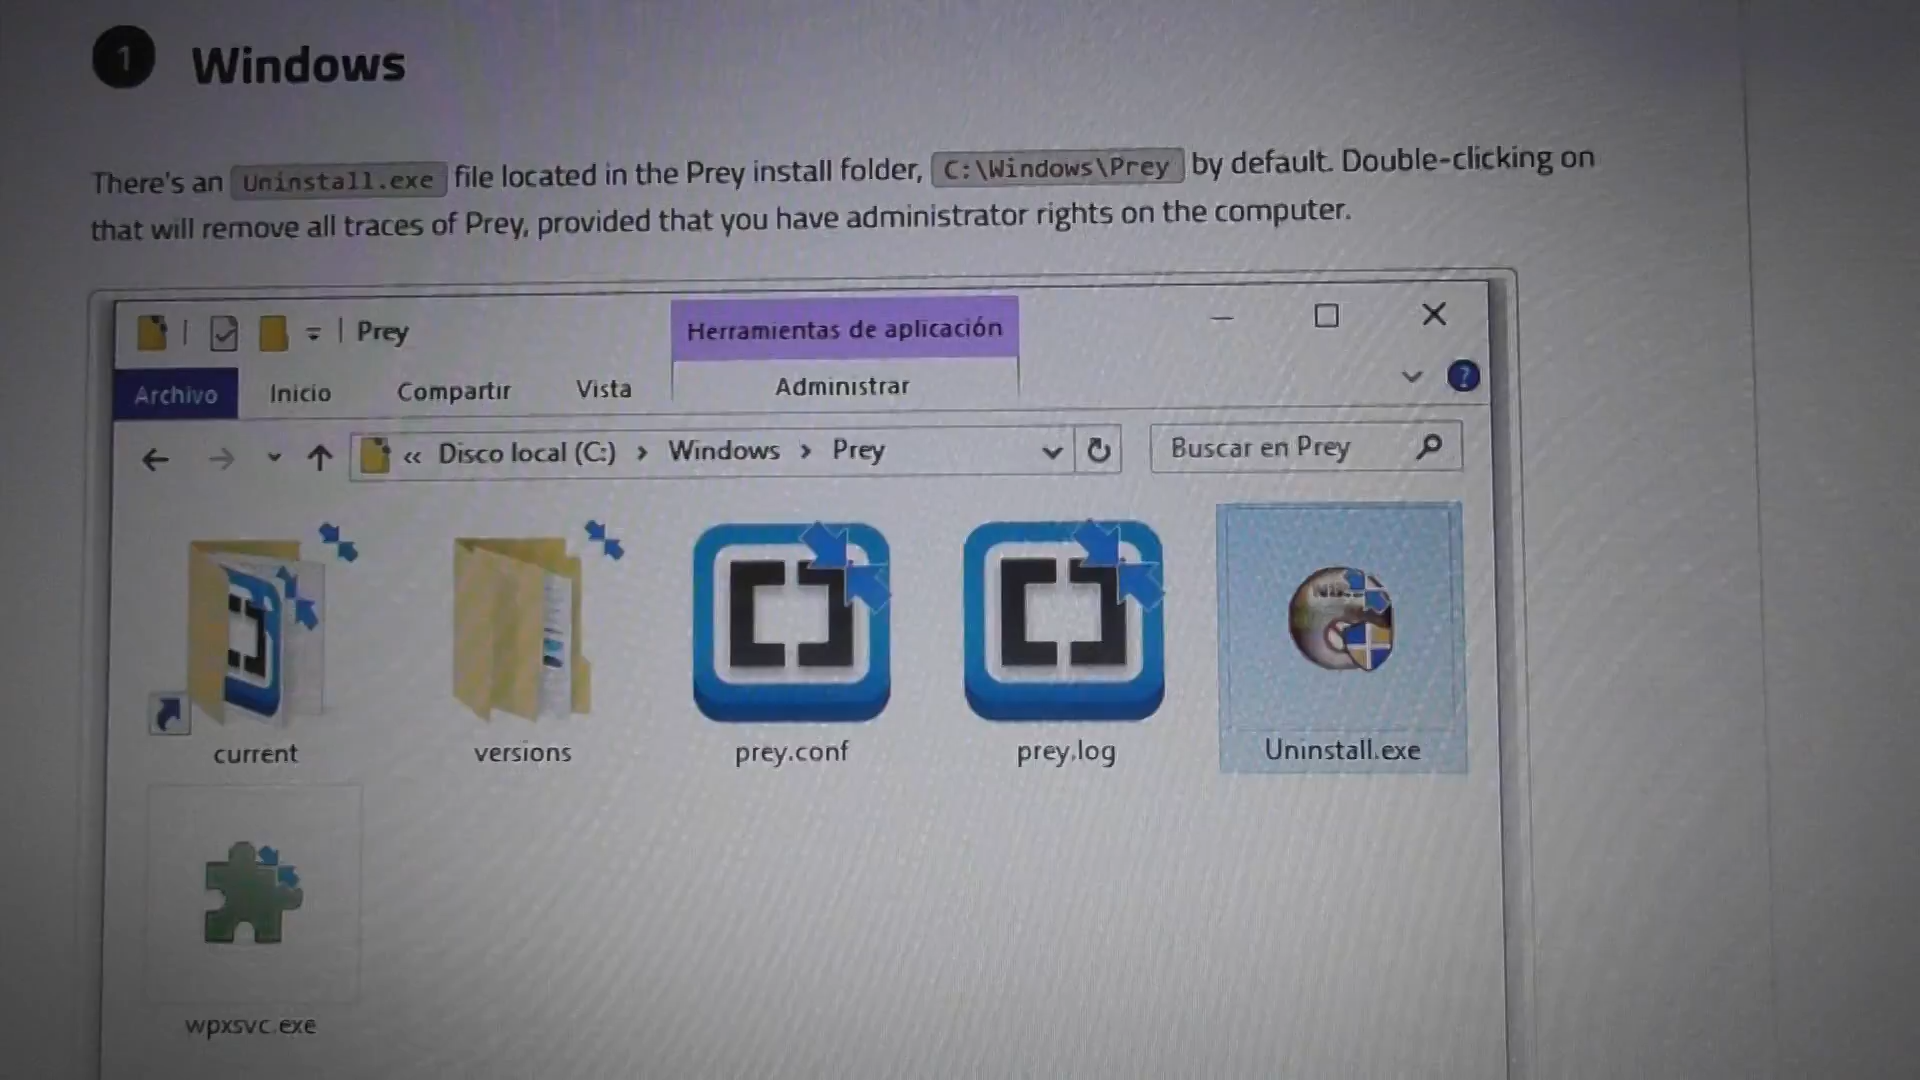 1 Windows
There's an Uninstall.exe file located in the Prey install folder, C:\Windows\Prey by default. Double-clicking on
that will remove all traces of Prey, provided that you have administrator rights on the computer.
| | Prey Herramientas de aplicación
Archivo Inicio Compartir Vista Administrar ?
« Disco local (C:) > Windows > Prey Buscar en Prey
current versions prey.conf prey.log Uninstall.exe
wpxsvc.exe